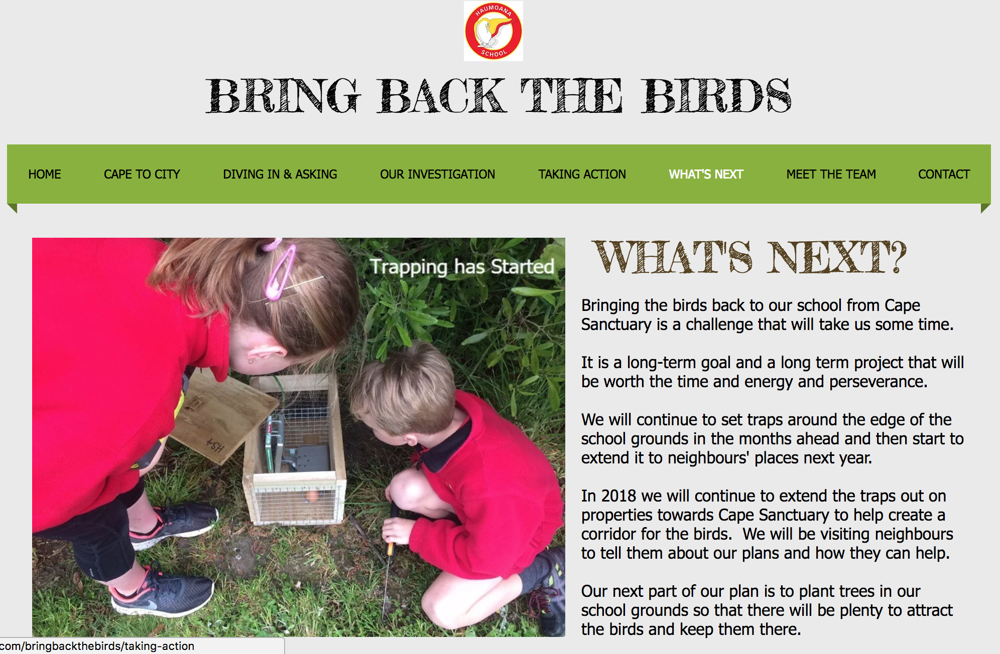 HAUMOANA
SCHOOL
BRING BACK THE BIRDS
HOME CAPE TO CITY DIVING IN & ASKING OUR INVESTIGATION TAKING ACTION WHAT'S NEXT MEET THE TEAM CONTACT
Trapping has Started
HS4
WHAT'S NEXT?
Bringing the birds back to our school from Cape
Sanctuary is a challenge that will take us some time.
It is a long-term goal and a long term project that will
be worth the time and energy and perseverance.
We will continue to set traps around the edge of the
school grounds in the months ahead and then start to
extend it to neighbours' places next year.
In 2018 we will continue to extend the traps out on
properties towards Cape Sanctuary to help create a
corridor for the birds.  We will be visiting neighbours
to tell them about our plans and how they can help.
Our next part of our plan is to plant trees in our
school grounds so that there will be plenty to attract
the birds and keep them there.
com/bringbackthebirds/taking-action